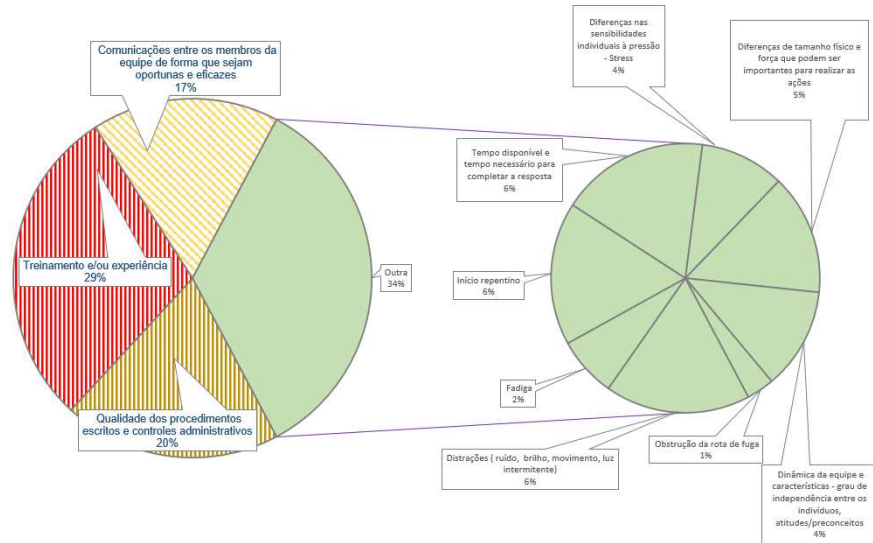 Comunicações entre os membros da
equipe de forma que sejam
oportunas e eficazes
17%
Treinamento e/ou experiência
29%
Qualidade dos procedimentos
escritos e controles administrativos
20%
Outra
34%
Diferenças nas
sensibilidades
individuais à pressão
- Stress
4%
Diferenças de tamanho físico e
força que podem ser
importantes para realizar as
ações
5%
Tempo disponível e
tempo necessário para
completar a resposta
6%
Início repentino
6%
Fadiga
2%
Distrações ( ruído, brilho, movimento, luz
intermitente)
6%
Obstrução da rota de fuga
1%
Dinâmica da equipe e
características - grau de
independência entre os
indivíduos,
atitudes/preconceitos
4%